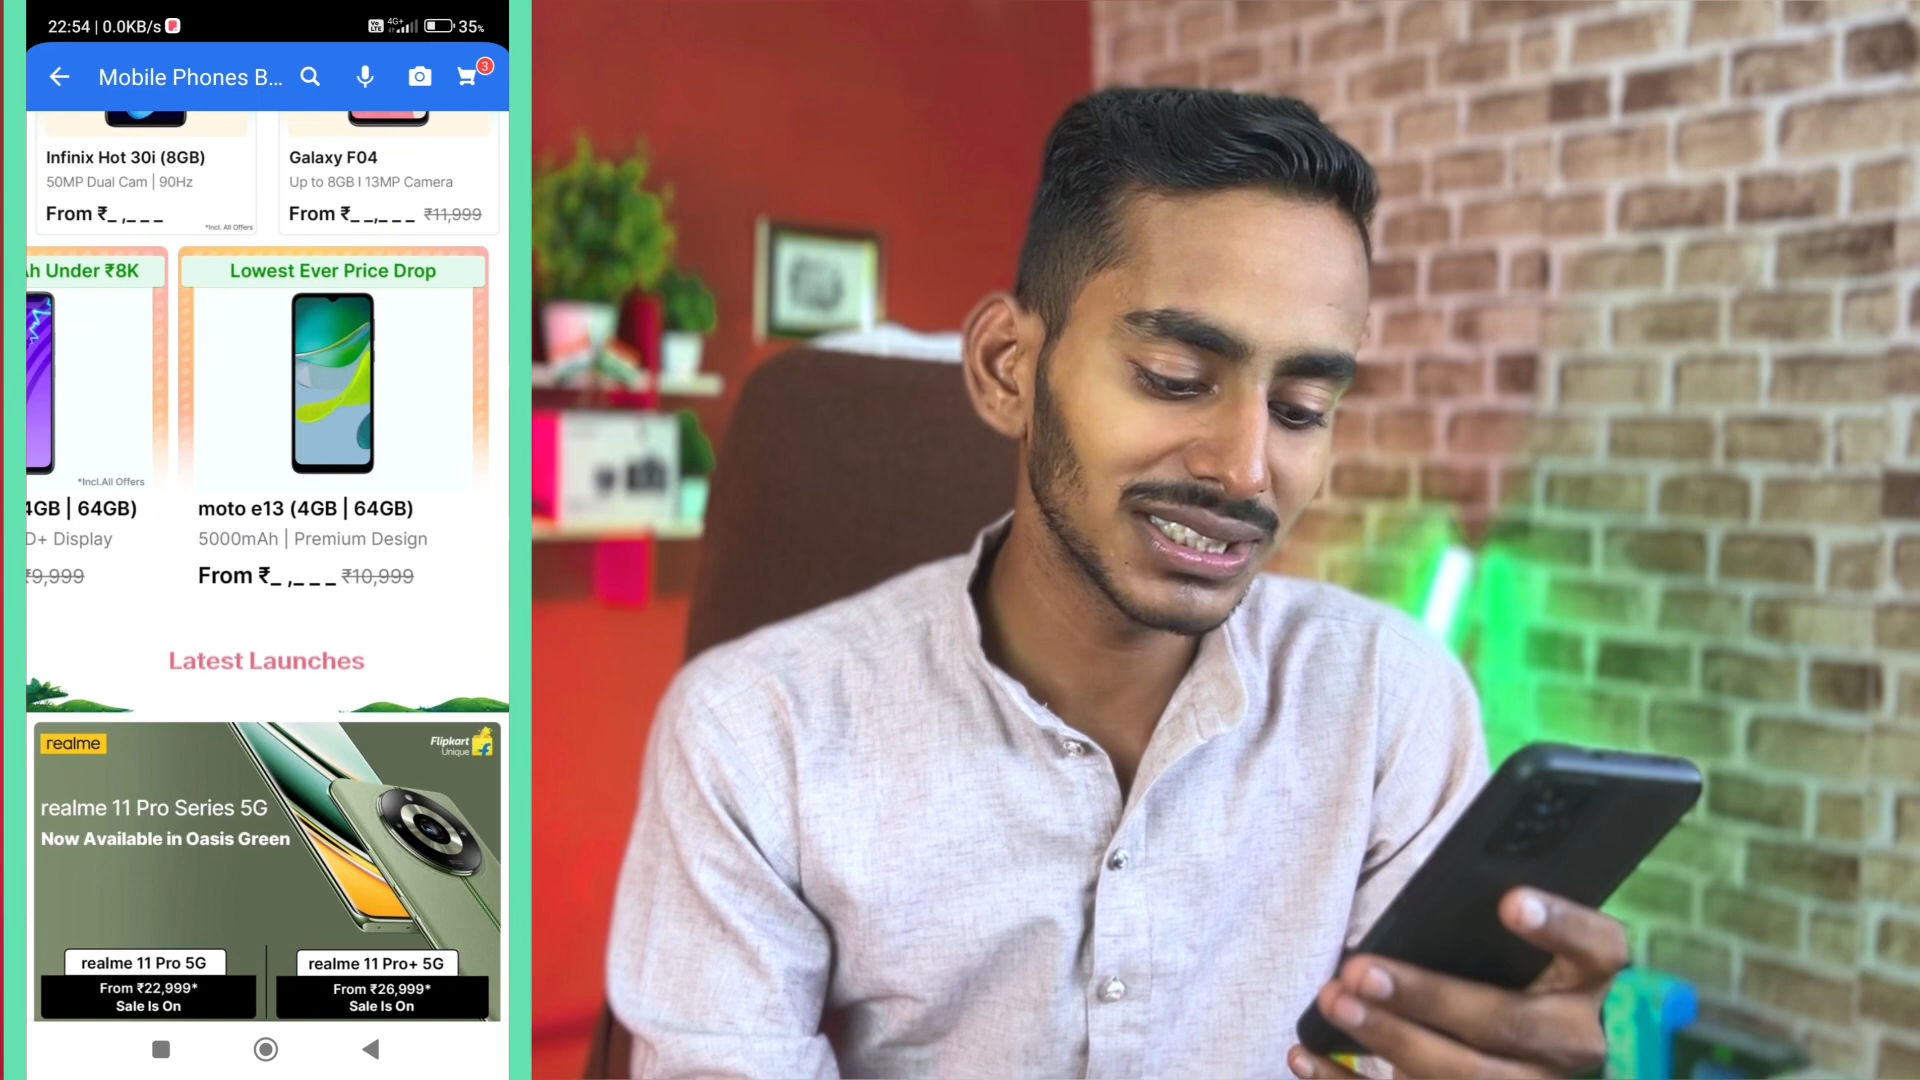 22:54 | 0.0KB/s
Vo LTE 4G+ 35%
Mobile Phones B... 3
Infinix Hot 30i (8GB)
50MP Dual Cam | 90Hz
From ₹_ ,_ _ _
*Incl. All Offers
Galaxy F04
Up to 8GB I 13MP Camera
From ₹_ _,_ _ _ ₹11,999
h Under ₹8K
*Incl.All Offers
4GB | 64GB)
D+ Display
₹9,999
Lowest Ever Price Drop
moto e13 (4GB | 64GB)
5000mAh | Premium Design
From ₹_ ,_ _ _ ₹10,999
Latest Launches
realme
Flipkart
Unique
realme 11 Pro Series 5G
Now Available in Oasis Green
realme 11 Pro 5G
From ₹22,999*
Sale Is On
realme 11 Pro+ 5G
From ₹26,999*
Sale Is On